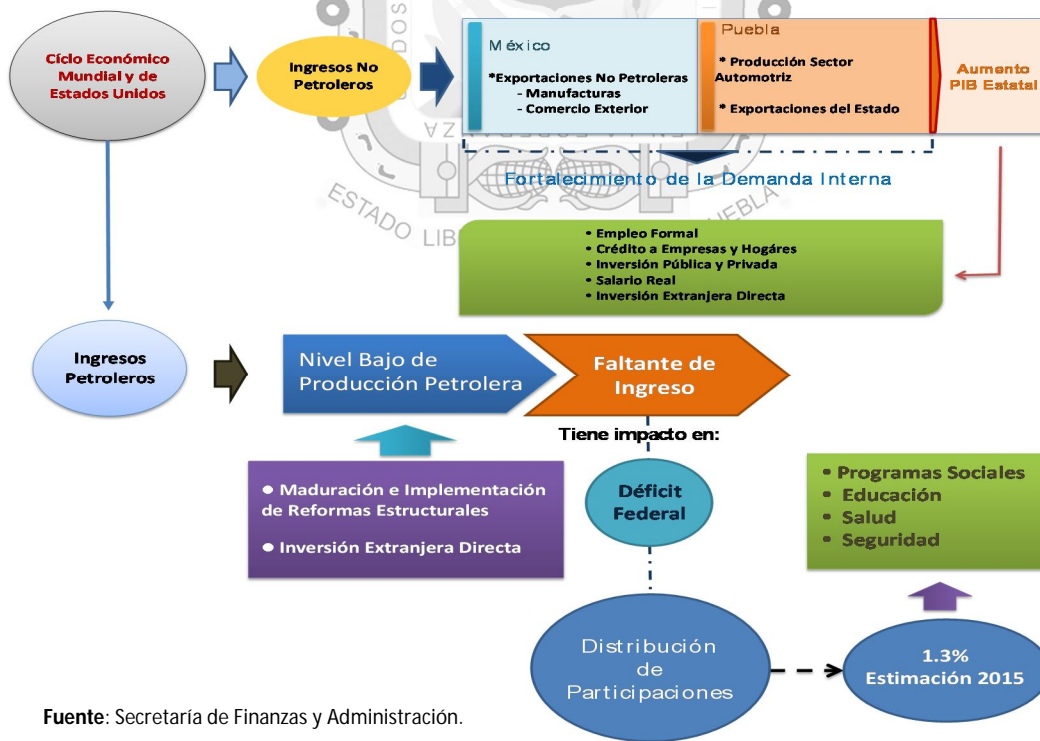 Cíclo Económico
Mundial y de
Estados Unidos
Ingresos No
Petroleros
México
*Exportaciones No Petroleras
- Manufacturas
- Comercio Exterior
Puebla
* Producción Sector
Automotriz
* Exportaciones del Estado
Aumento
PIB Estatal
Fortalecimiento de la Demanda Interna
ESTADO LIB
UEBLA
• Empleo Formal
• Crédito a Empresas y Hogáres
• Inversión Pública y Privada
• Salario Real
• Inversión Extranjera Directa
Ingresos
Petroleros
Nivel Bajo de
Producción Petrolera
Faltante de
Ingreso
Tiene impacto en:
● Maduración e Implementación
de Reformas Estructurales
● Inversión Extranjera Directa
Déficit
Federal
• Programas Sociales
• Educación
• Salud
• Seguridad
Distribución
de
Participaciones
1.3%
Estimación 2015
Fuente: Secretaría de Finanzas y Administración.